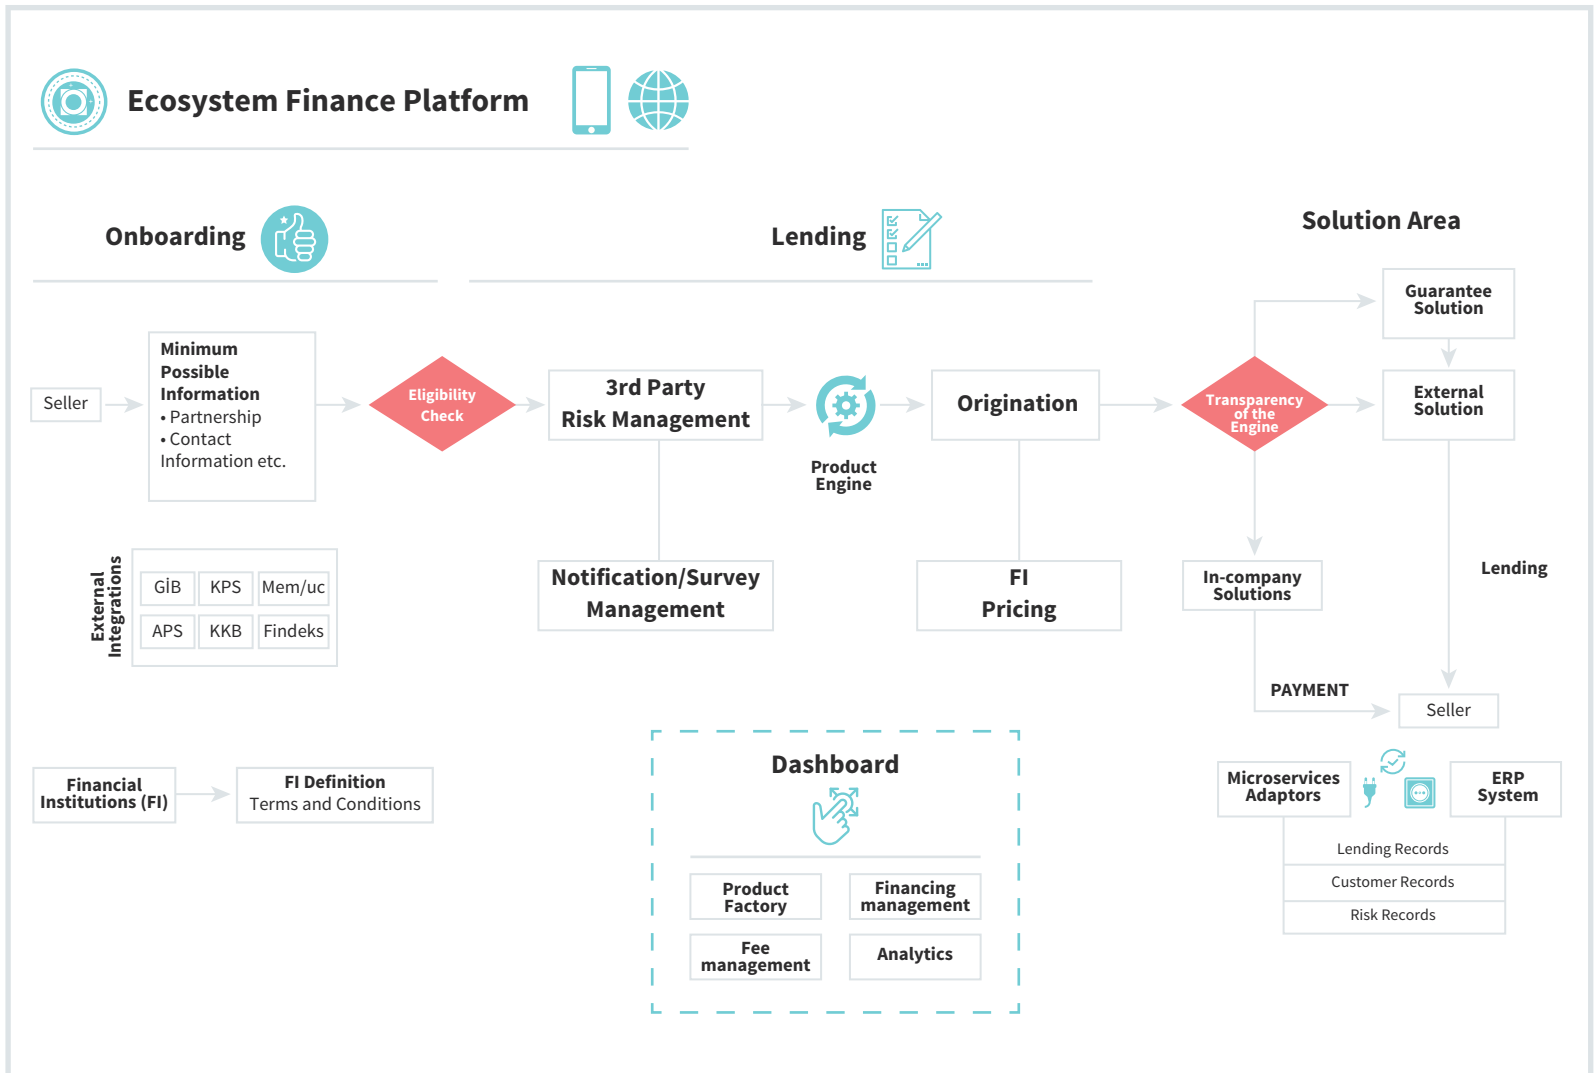 Ecosystem Finance Platform
Onboarding
Lending
Solution Area
Seller
Minimum
Possible
Information
• Partnership
• Contact
Information etc.
Eligibility
Check
3rd Party
Risk Management
Product
Engine
Origination
Transparency
of the
Engine
Guarantee
Solution
External
Solution
External
Integrations
GİB
KPS
Mem/uc
APS
KKB
Findeks
Notification/Survey
Management
FI
Pricing
In-company
Solutions
Lending
PAYMENT
Seller
Financial
Institutions (FI)
FI Definition
Terms and Conditions
Dashboard
Product
Factory
Financing
management
Fee
management
Analytics
Microservices
Adaptors
ERP
System
Lending Records
Customer Records
Risk Records